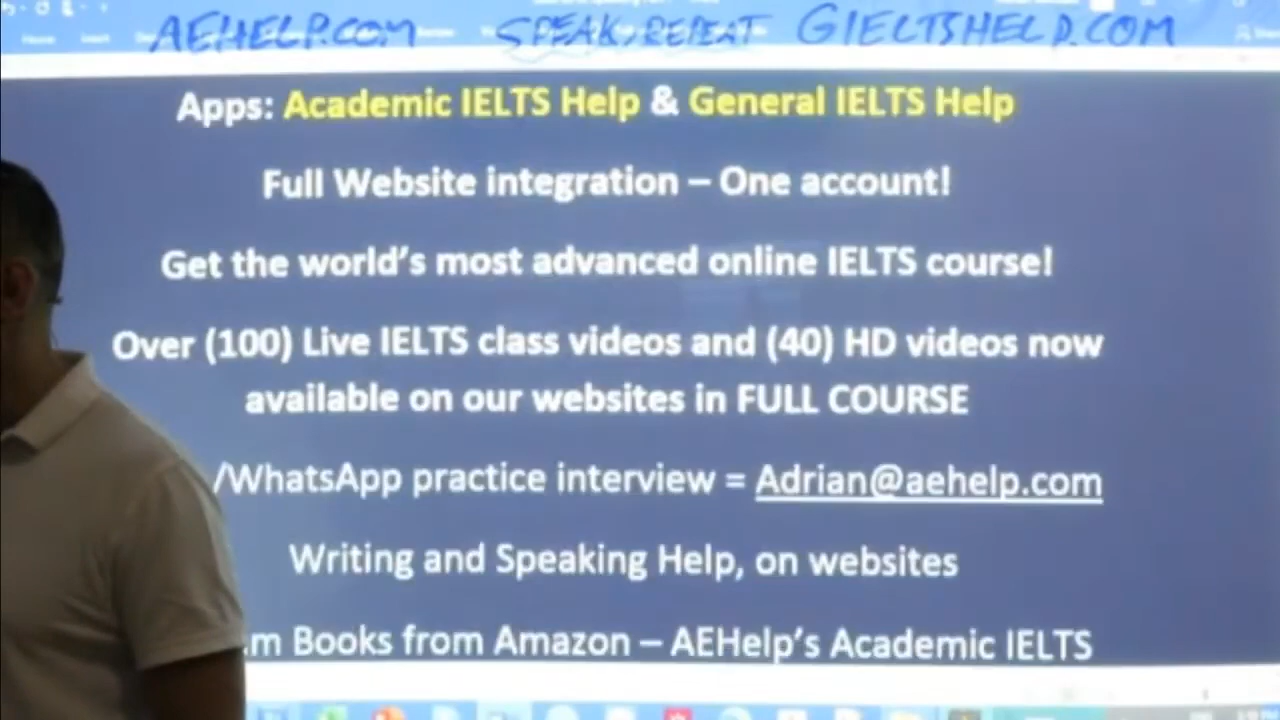 AEHELP.COM SPEAK, REPEAT GIELTSHELP.COM
Apps: Academic IELTS Help & General IELTS Help
Full Website integration – One account!
Get the world's most advanced online IELTS course!
Over (100) Live IELTS class videos and (40) HD videos now
available on our websites in FULL COURSE
/WhatsApp practice interview = Adrian@aehelp.com
Writing and Speaking Help, on websites
m Books from Amazon – AEHelp's Academic IELTS